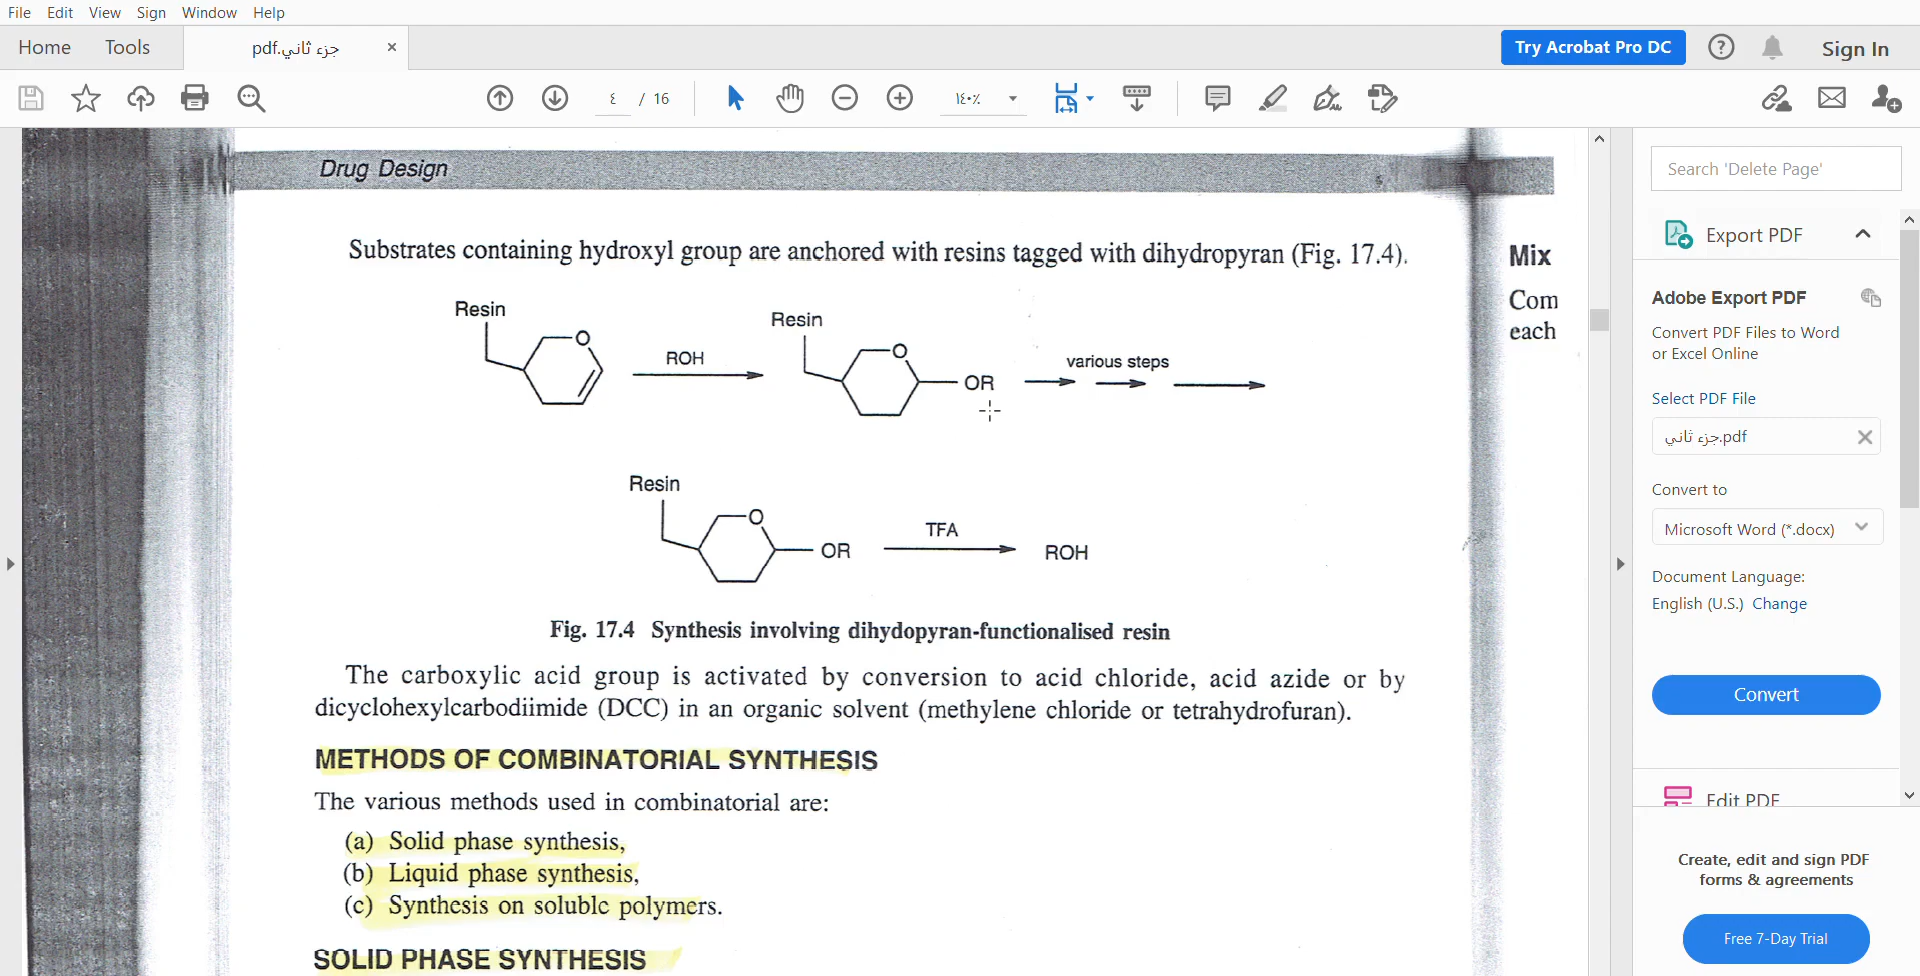 File Edit View Sign Window Help
Home Tools جزء ثاني.pdf × Try Acrobat Pro DC Sign In
٤ / 16 ١٤٠٪
Drug Design
Substrates containing hydroxyl group are anchored with resins tagged with dihydropyran (Fig. 17.4).
Resin
O
ROH
Resin
O
OR
various steps
Resin
O
OR
TFA
ROH
Fig. 17.4 Synthesis involving dihydopyran-functionalised resin
The carboxylic acid group is activated by conversion to acid chloride, acid azide or by
dicyclohexylcarbodiimide (DCC) in an organic solvent (methylene chloride or tetrahydrofuran).
METHODS OF COMBINATORIAL SYNTHESIS
The various methods used in combinatorial are:
(a) Solid phase synthesis,
(b) Liquid phase synthesis,
(c) Synthesis on soluble polymers.
SOLID PHASE SYNTHESIS
Mix
Com
each
Search 'Delete Page'
Export PDF
Adobe Export PDF
Convert PDF Files to Word
or Excel Online
Select PDF File
جزء ثاني.pdf
Convert to
Microsoft Word (*.docx)
Document Language:
English (U.S.) Change
Convert
Edit PDF
Create, edit and sign PDF
forms & agreements
Free 7-Day Trial